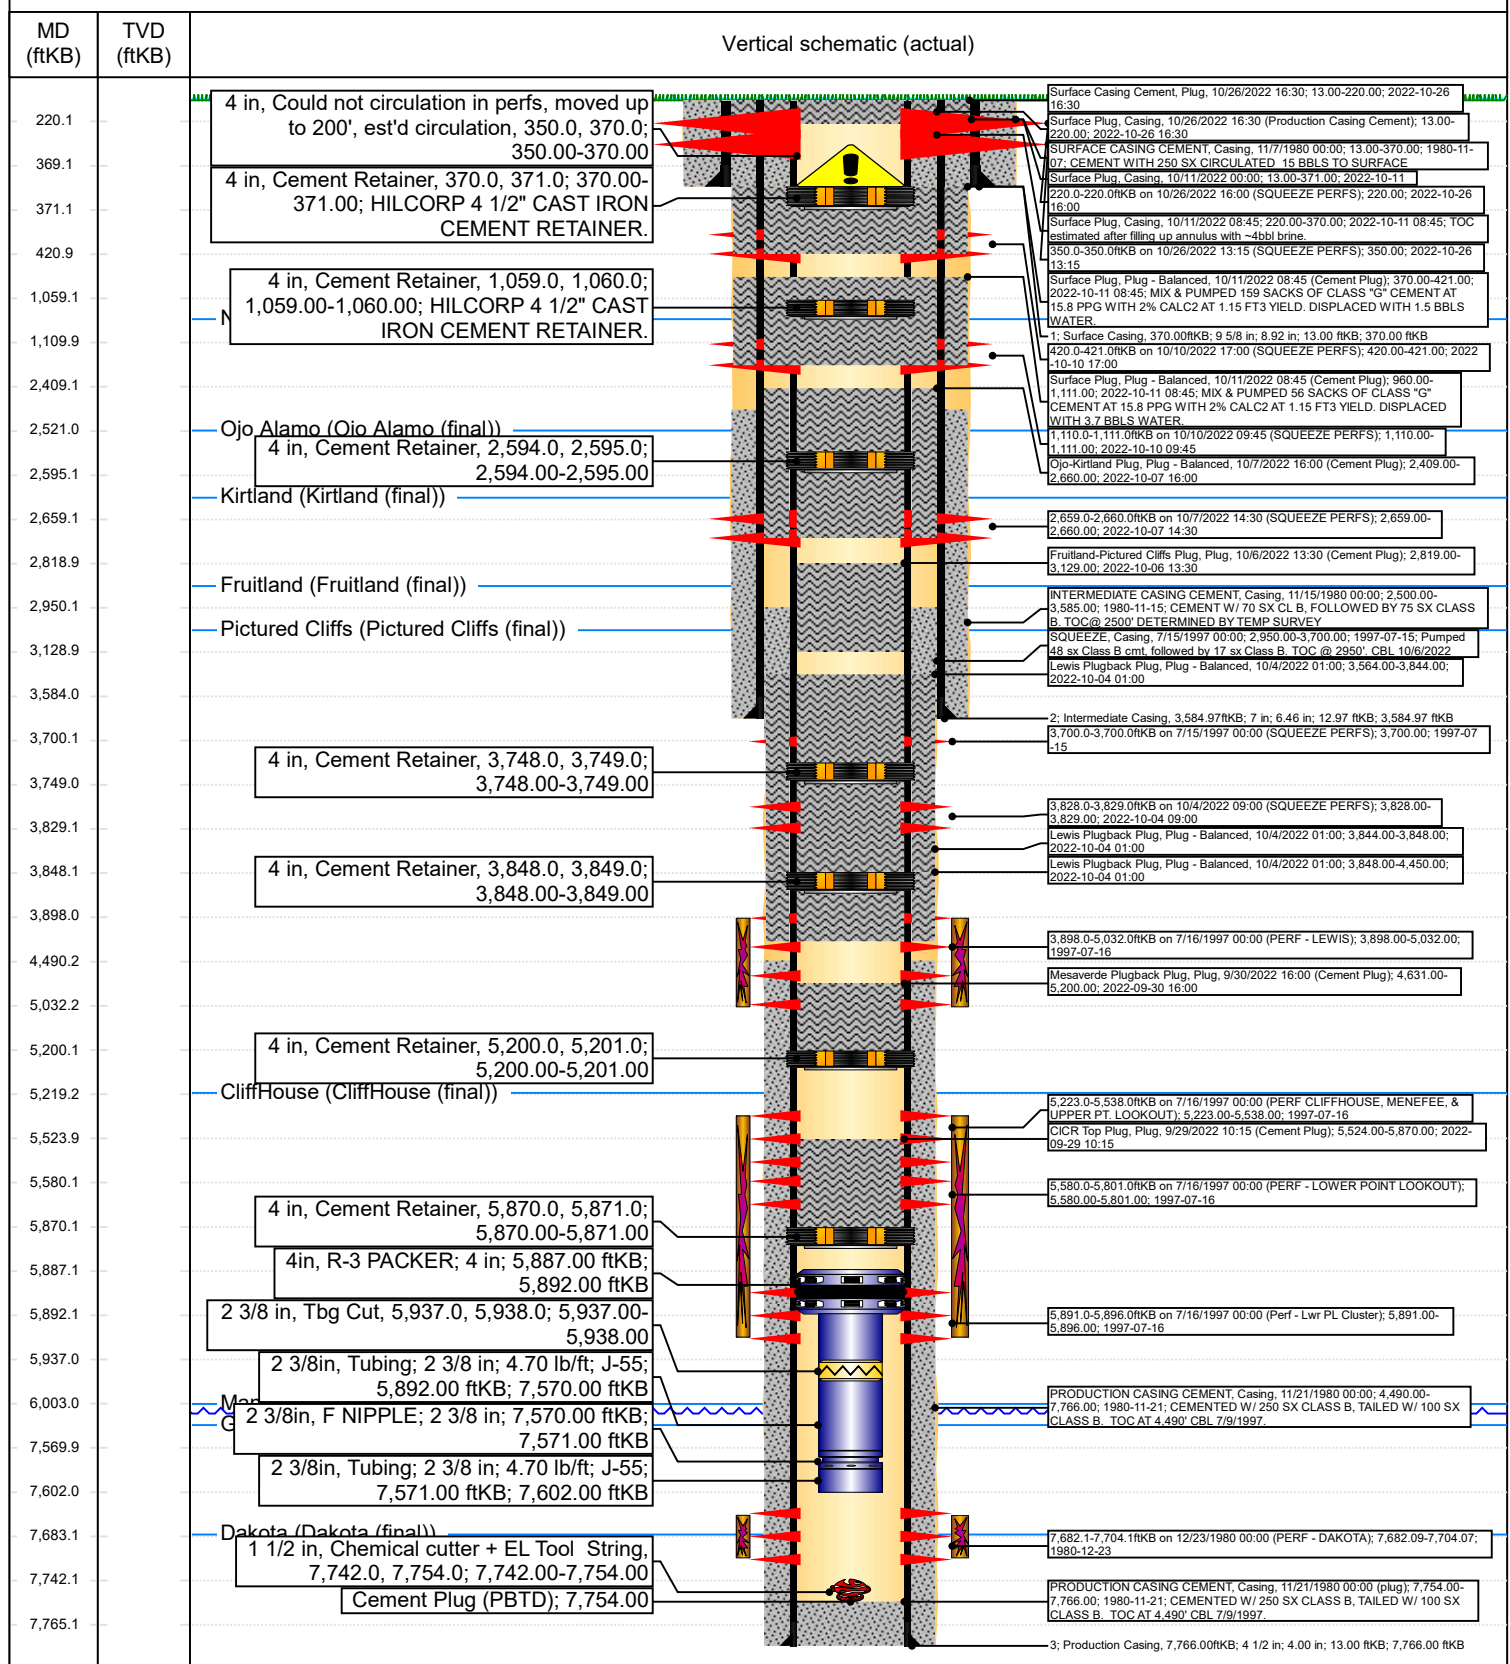 MD
(ftKB)
TVD
(ftKB)
Vertical schematic (actual)
220.1
369.1
371.1
420.9
1,059.1
1,109.9
2,409.1
2,521.0
2,595.1
2,659.1
2,818.9
2,950.1
3,128.9
3,584.0
3,700.1
3,749.0
3,829.1
3,848.1
3,898.0
4,490.2
5,032.2
5,200.1
5,219.2
5,523.9
5,580.1
5,870.1
5,887.1
5,892.1
5,937.0
6,003.0
7,569.9
7,602.0
7,683.1
7,742.1
7,765.1
4 in, Could not circulation in perfs, moved up
to 200', est'd circulation, 350.0, 370.0;
350.00-370.00
4 in, Cement Retainer, 370.0, 371.0; 370.00-
371.00; HILCORP 4 1/2" CAST IRON
CEMENT RETAINER.
4 in, Cement Retainer, 1,059.0, 1,060.0;
1,059.00-1,060.00; HILCORP 4 1/2" CAST
IRON CEMENT RETAINER.
Ojo Alamo (Ojo Alamo (final))
4 in, Cement Retainer, 2,594.0, 2,595.0;
2,594.00-2,595.00
Kirtland (Kirtland (final))
Fruitland (Fruitland (final))
Pictured Cliffs (Pictured Cliffs (final))
4 in, Cement Retainer, 3,748.0, 3,749.0;
3,748.00-3,749.00
4 in, Cement Retainer, 3,848.0, 3,849.0;
3,848.00-3,849.00
4 in, Cement Retainer, 5,200.0, 5,201.0;
5,200.00-5,201.00
CliffHouse (CliffHouse (final))
4 in, Cement Retainer, 5,870.0, 5,871.0;
5,870.00-5,871.00
4in, R-3 PACKER; 4 in; 5,887.00 ftKB;
5,892.00 ftKB
2 3/8 in, Tbg Cut, 5,937.0, 5,938.0; 5,937.00-
5,938.00
2 3/8in, Tubing; 2 3/8 in; 4.70 lb/ft; J-55;
5,892.00 ftKB; 7,570.00 ftKB
2 3/8in, F NIPPLE; 2 3/8 in; 7,570.00 ftKB;
7,571.00 ftKB
2 3/8in, Tubing; 2 3/8 in; 4.70 lb/ft; J-55;
7,571.00 ftKB; 7,602.00 ftKB
Dakota (Dakota (final))
1 1/2 in, Chemical cutter + EL Tool String,
7,742.0, 7,754.0; 7,742.00-7,754.00
Cement Plug (PBTD); 7,754.00
Surface Casing Cement, Plug, 10/26/2022 16:30; 13.00-220.00; 2022-10-26
16:30
Surface Plug, Casing, 10/26/2022 16:30 (Production Casing Cement); 13.00-
220.00; 2022-10-26 16:30
SURFACE CASING CEMENT, Casing, 11/7/1980 00:00; 13.00-370.00; 1980-11-
07; CEMENT WITH 250 SX CIRCULATED 15 BBLS TO SURFACE
Surface Plug, Casing, 10/11/2022 00:00; 13.00-371.00; 2022-10-11
220.0-220.0ftKB on 10/26/2022 16:00 (SQUEEZE PERFS); 220.00; 2022-10-26
16:00
Surface Plug, Casing, 10/11/2022 08:45; 220.00-370.00; 2022-10-11 08:45; TOC
estimated after filling up annulus with ~4bbl brine.
350.0-350.0ftKB on 10/26/2022 13:15 (SQUEEZE PERFS); 350.00; 2022-10-26
13:15
Surface Plug, Plug - Balanced, 10/11/2022 08:45 (Cement Plug); 370.00-421.00;
2022-10-11 08:45; MIX & PUMPED 159 SACKS OF CLASS "G" CEMENT AT
15.8 PPG WITH 2% CALC2 AT 1.15 FT3 YIELD. DISPLACED WITH 1.5 BBLS
WATER.
1; Surface Casing, 370.00ftKB; 9 5/8 in; 8.92 in; 13.00 ftKB; 370.00 ftKB
420.0-421.0ftKB on 10/10/2022 17:00 (SQUEEZE PERFS); 420.00-421.00; 2022
-10-10 17:00
Surface Plug, Plug - Balanced, 10/11/2022 08:45 (Cement Plug); 960.00-
1,111.00; 2022-10-11 08:45; MIX & PUMPED 56 SACKS OF CLASS "G"
CEMENT AT 15.8 PPG WITH 2% CALC2 AT 1.15 FT3 YIELD. DISPLACED
WITH 3.7 BBLS WATER.
1,110.0-1,111.0ftKB on 10/10/2022 09:45 (SQUEEZE PERFS); 1,110.00-
1,111.00; 2022-10-10 09:45
Ojo-Kirtland Plug, Plug - Balanced, 10/7/2022 16:00 (Cement Plug); 2,409.00-
2,660.00; 2022-10-07 16:00
2,659.0-2,660.0ftKB on 10/7/2022 14:30 (SQUEEZE PERFS); 2,659.00-
2,660.00; 2022-10-07 14:30
Fruitland-Pictured Cliffs Plug, Plug, 10/6/2022 13:30 (Cement Plug); 2,819.00-
3,129.00; 2022-10-06 13:30
INTERMEDIATE CASING CEMENT, Casing, 11/15/1980 00:00; 2,500.00-
3,585.00; 1980-11-15; CEMENT W/ 70 SX CL B, FOLLOWED BY 75 SX CLASS
B. TOC@ 2500' DETERMINED BY TEMP SURVEY
SQUEEZE, Casing, 7/15/1997 00:00; 2,950.00-3,700.00; 1997-07-15; Pumped
48 sx Class B cmt, followed by 17 sx Class B. TOC @ 2950'. CBL 10/6/2022
Lewis Plugback Plug, Plug - Balanced, 10/4/2022 01:00; 3,564.00-3,844.00;
2022-10-04 01:00
2; Intermediate Casing, 3,584.97ftKB; 7 in; 6.46 in; 12.97 ftKB; 3,584.97 ftKB
3,700.0-3,700.0ftKB on 7/15/1997 00:00 (SQUEEZE PERFS); 3,700.00; 1997-07
-15
3,828.0-3,829.0ftKB on 10/4/2022 09:00 (SQUEEZE PERFS); 3,828.00-
3,829.00; 2022-10-04 09:00
Lewis Plugback Plug, Plug - Balanced, 10/4/2022 01:00; 3,844.00-3,848.00;
2022-10-04 01:00
Lewis Plugback Plug, Plug - Balanced, 10/4/2022 01:00; 3,848.00-4,450.00;
2022-10-04 01:00
3,898.0-5,032.0ftKB on 7/16/1997 00:00 (PERF - LEWIS); 3,898.00-5,032.00;
1997-07-16
Mesaverde Plugback Plug, Plug, 9/30/2022 16:00 (Cement Plug); 4,631.00-
5,200.00; 2022-09-30 16:00
5,223.0-5,538.0ftKB on 7/16/1997 00:00 (PERF CLIFFHOUSE, MENEFEE, &
UPPER PT. LOOKOUT); 5,223.00-5,538.00; 1997-07-16
CICR Top Plug, Plug, 9/29/2022 10:15 (Cement Plug); 5,524.00-5,870.00; 2022-
09-29 10:15
5,580.0-5,801.0ftKB on 7/16/1997 00:00 (PERF - LOWER POINT LOOKOUT);
5,580.00-5,801.00; 1997-07-16
5,891.0-5,896.0ftKB on 7/16/1997 00:00 (Perf - Lwr PL Cluster); 5,891.00-
5,896.00; 1997-07-16
PRODUCTION CASING CEMENT, Casing, 11/21/1980 00:00; 4,490.00-
7,766.00; 1980-11-21; CEMENTED W/ 250 SX CLASS B, TAILED W/ 100 SX
CLASS B. TOC AT 4,490' CBL 7/9/1997.
7,682.1-7,704.1ftKB on 12/23/1980 00:00 (PERF - DAKOTA); 7,682.09-7,704.07;
1980-12-23
PRODUCTION CASING CEMENT, Casing, 11/21/1980 00:00 (plug); 7,754.00-
7,766.00; 1980-11-21; CEMENTED W/ 250 SX CLASS B, TAILED W/ 100 SX
CLASS B. TOC AT 4,490' CBL 7/9/1997.
3; Production Casing, 7,766.00ftKB; 4 1/2 in; 4.00 in; 13.00 ftKB; 7,766.00 ftKB